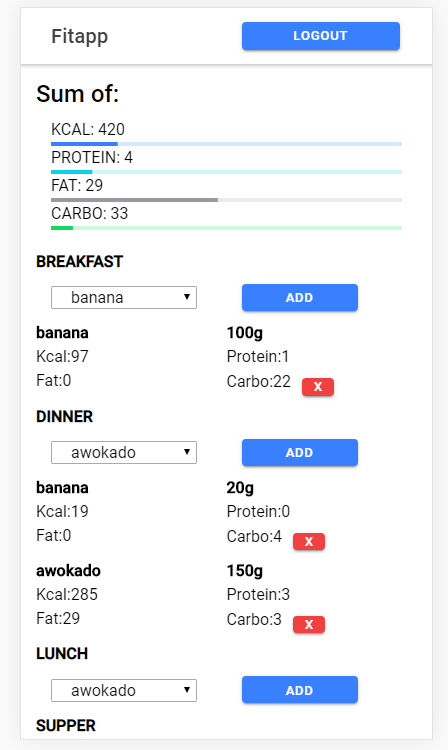 Fitapp LOGOUT
Sum of:
KCAL: 420
PROTEIN: 4
FAT: 29
CARBO: 33
BREAKFAST
banana ADD
banana 100g
Kcal:97 Protein:1
Fat:0 Carbo:22 X
DINNER
awokado ADD
banana 20g
Kcal:19 Protein:0
Fat:0 Carbo:4 X
awokado 150g
Kcal:285 Protein:3
Fat:29 Carbo:3 X
LUNCH
awokado ADD
SUPPER